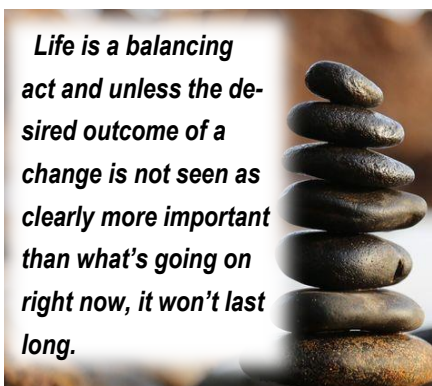 Life is a balancing
act and unless the de-
sired outcome of a
change is not seen as
clearly more important
than what’s going on
right now, it won’t last
long.